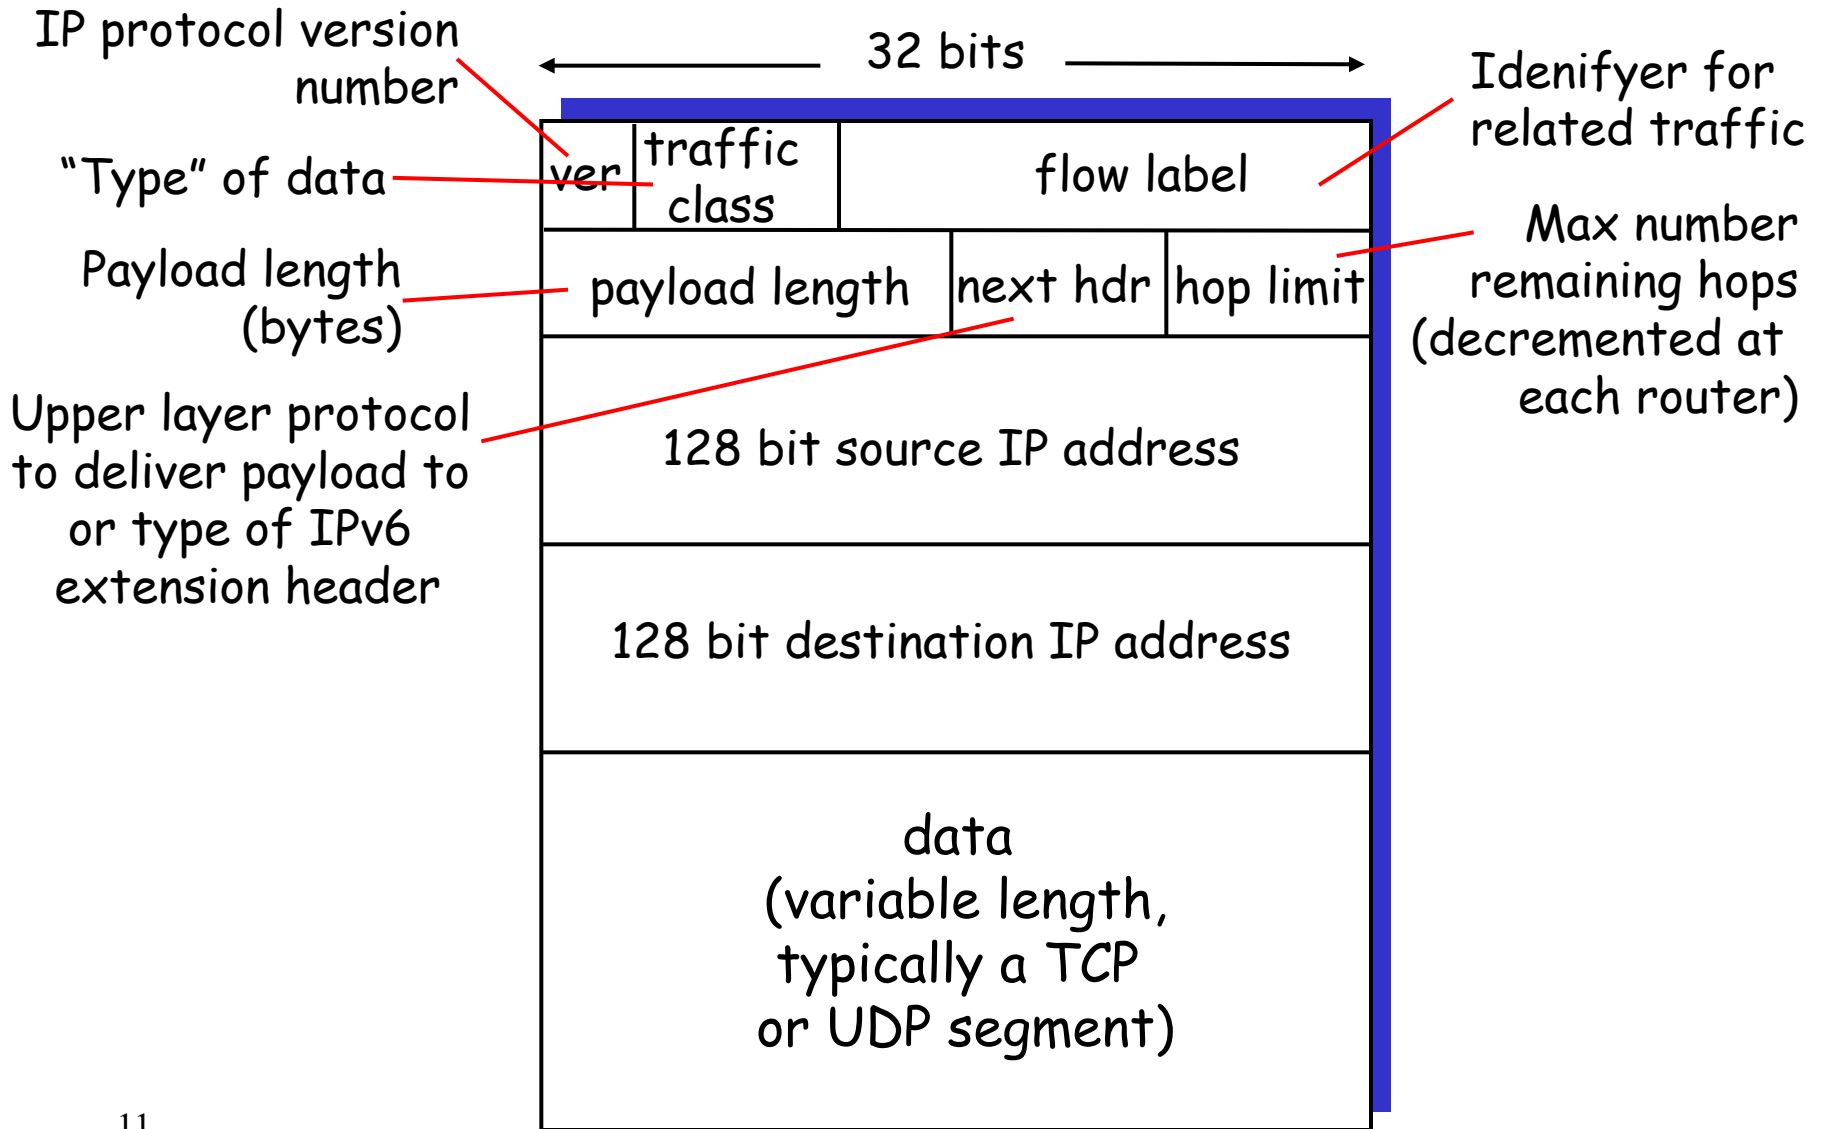 IP protocol version
number
32 bits
Idenifyer for
related traffic
"Type" of data
ver
traffic
class
flow label
Payload length
(bytes)
payload length
next hdr
hop limit
Max number
remaining hops
(decremented at
each router)
Upper layer protocol
to deliver payload to
or type of IPv6
extension header
128 bit source IP address
128 bit destination IP address
data
(variable length,
typically a TCP
or UDP segment)
11